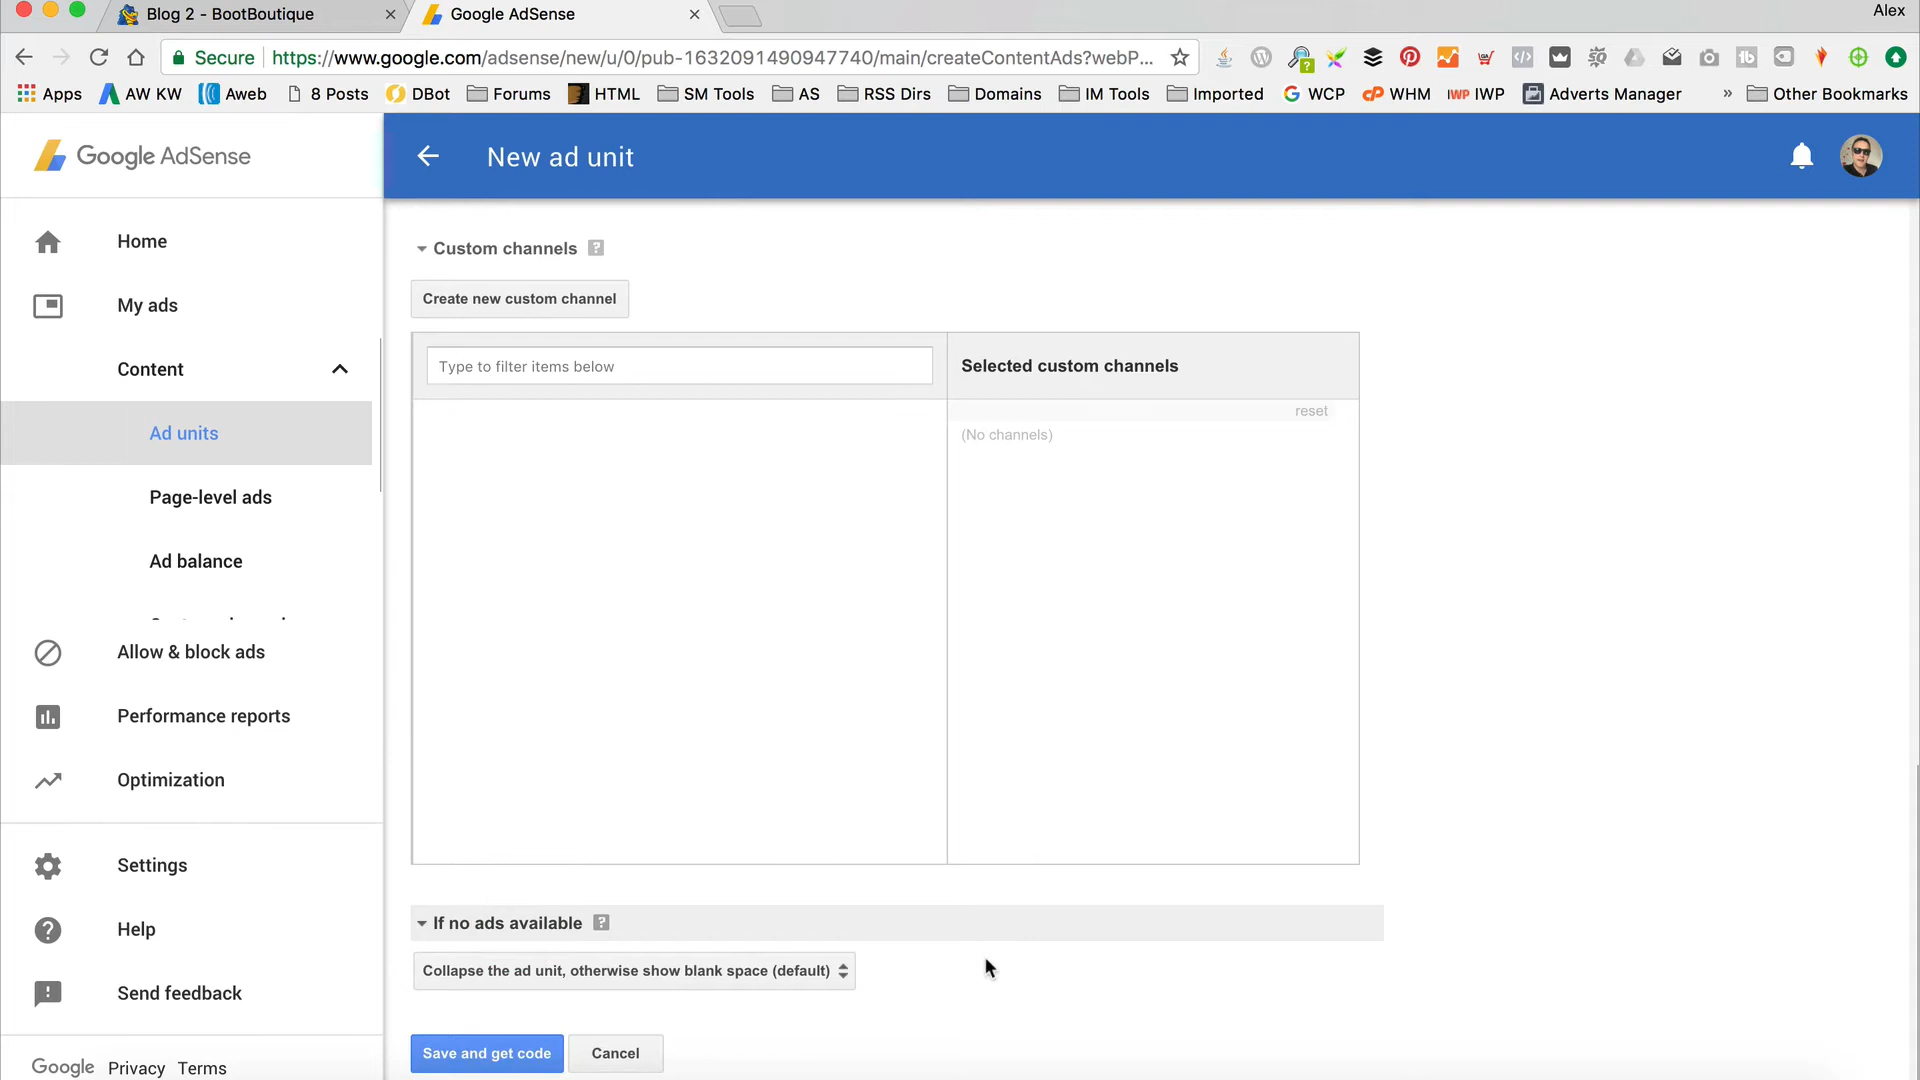 Blog 2 - BootBoutique
Google AdSense
Alex
Secure https://www.google.com/adsense/new/u/0/pub-1632091490947740/main/createContentAds?webP...
Apps AW KW Aweb 8 Posts DBot Forums HTML SM Tools AS RSS Dirs Domains IM Tools Imported WCP WHM IWP Adverts Manager » Other Bookmarks
Google AdSense
New ad unit
Home
My ads
Content
Ad units
Page-level ads
Ad balance
Allow & block ads
Performance reports
Optimization
Settings
Help
Send feedback
Google Privacy Terms
Custom channels ?
Create new custom channel
Type to filter items below
Selected custom channels
reset
(No channels)
If no ads available ?
Collapse the ad unit, otherwise show blank space (default)
Save and get code Cancel